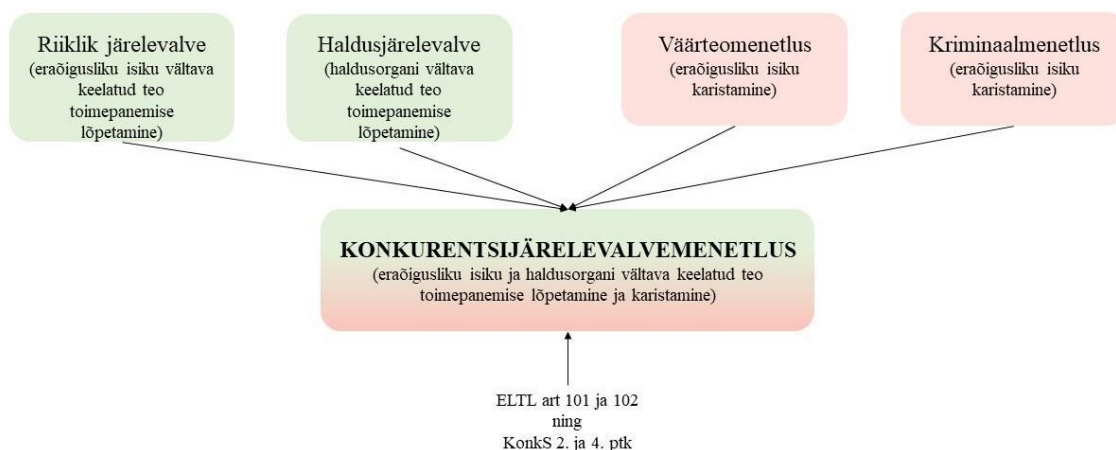 Riiklik järelevalve
(eraõigusliku isiku vältava
keelatud teo
toimepanemise
lõpetamine)
Haldusjärelevalve
(haldusorgani vältava
keelatud teo
toimepanemise
lõpetamine)
Väärteomenetlus
(eraõigusliku isiku
karistamine)
Kriminaalmenetlus
(eraõigusliku isiku
karistamine)
KONKURENTSIJÄRELEVALVEMENETLUS
(eraõigusliku isiku ja haldusorgani vältava keelatud teo
toimepanemise lõpetamine ja karistamine)
ELTL art 101 ja 102
ning
KonkS 2. ja 4. ptk